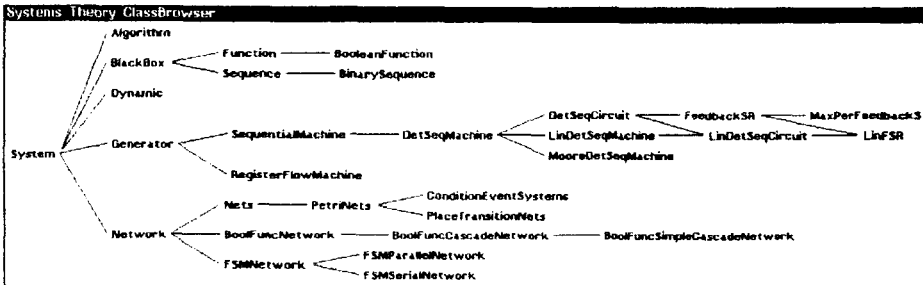 Systems Theory ClassBrowser
Algorithm
Function BooleanFunction
BlackBox
Sequence BinarySequence
Dynamic
DetSeqCircuit FeedbackSR MaxPerFeedbackS
SequentialMachine DetSeqMachine LinDetSeqMachine LinDetSeqCircuit LinFSR
Generator
System
MooreDetSeqMachine
RegisterFlowMachine
ConditionEventSystems
Nets PetriNets
PlaceTransitionNets
Network BoolFuncNetwork BoolFuncCascadeNetwork BoolFuncSimpleCascadeNetwork
FSMParallelNetwork
FSMNetwork
FSMSerialNetwork